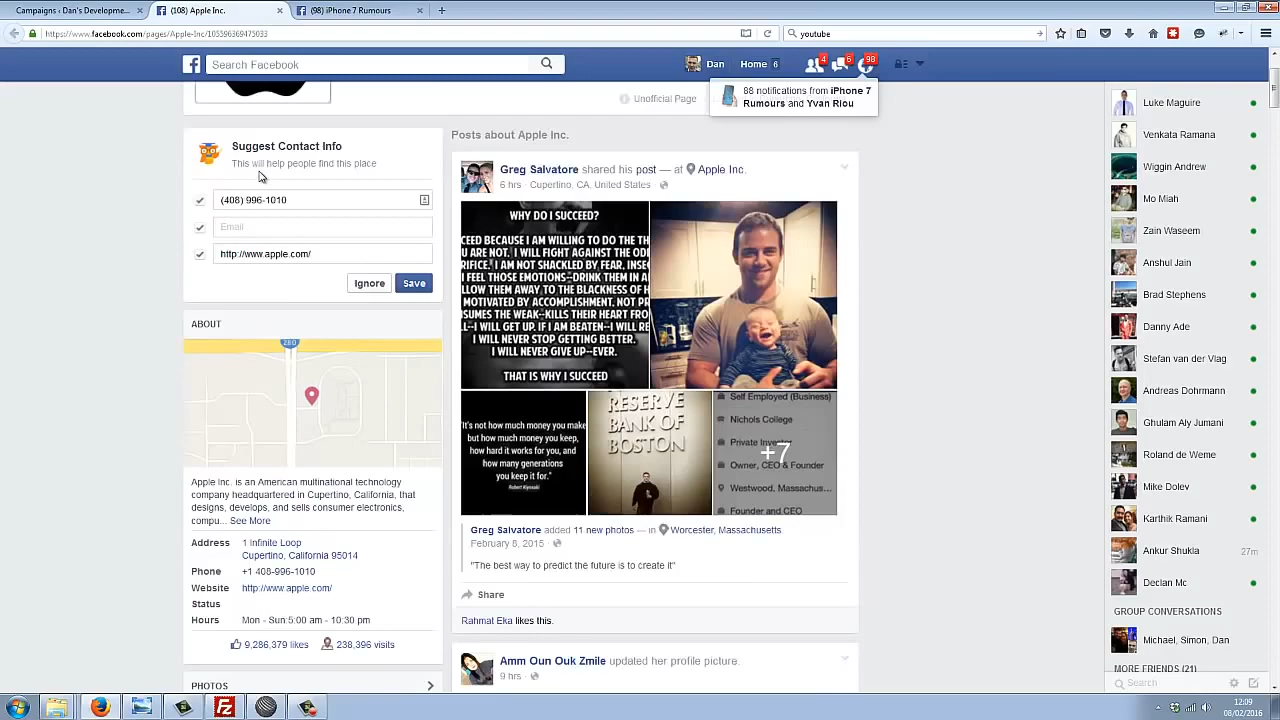 Campaigns ‹ Dan's Developme...
(108) Apple Inc.
(98) iPhone 7 Rumours
https://www.facebook.com/pages/Apple-Inc/105596369475033
youtube
Search Facebook
Dan
Home 6
4
6
98
88 notifications from iPhone 7
Rumours and Yvan Riou
Unofficial Page
Suggest Contact Info
This will help people find this place
(408) 996-1010
Email
http://www.apple.com/
Ignore
Save
ABOUT
280
Apple Inc. is an American multinational technology
company headquartered in Cupertino, California, that
designs, develops, and sells consumer electronics,
compu... See More
Address 1 Infinite Loop
Cupertino, California 95014
Phone +1 408-996-1010
Website http://www.apple.com/
Status
Hours Mon - Sun:5:00 am - 10:30 pm
9,286,379 likes 238,396 visits
PHOTOS
Posts about Apple Inc.
Greg Salvatore shared his post — at Apple Inc.
6 hrs · Cupertino, CA, United States ·
WHY DO I SUCCEED?
CEED BECAUSE I AM WILLING TO DO THE TH
U ARE NOT. I WILL FIGHT AGAINST THE OD
RIFICE. I AM NOT SHACKLED BY FEAR, INSE
I FEEL THOSE EMOTIONS--DRINK THEM IN A
LLOW THEM AWAY TO THE BLACKNESS OF H
MOTIVATED BY ACCOMPLISHMENT, NOT PR
SUMES THE WEAK--KILLS THEIR HEART FRO
L--I WILL GET UP. IF I AM BEATEN--I WILL RE
I WILL NEVER STOP GETTING BETTER.
I WILL NEVER GIVE UP--EVER.
THAT IS WHY I SUCCEED
"It's not how much money you make
but how much money you keep,
how hard it works for you, and
how many generations
you keep it for."
Robert Kiyosaki
RESERVE
BANK OF
BOSTON
Self Employed (Business)
Nichols College
Private Investor
Owner, CEO & Founder
Westwood, Massachus...
Founder and CEO
+7
Greg Salvatore added 11 new photos — in Worcester, Massachusetts
February 8, 2015 ·
"The best way to predict the future is to create it"
Share
Rahmat Eka likes this.
Amm Oun Ouk Zmile updated her profile picture.
9 hrs ·
Luke Maguire
Venkata Ramana
Wiggin Andrew
Mo Miah
Zain Waseem
Anshul Jain
Brad Stephens
Danny Ade
Stefan van der Vlag
Andreas Dohrmann
Ghulam Aly Jumani
Roland de Weme
Mike Dolev
Karthik Ramani
Ankur Shukla 27m
Declan Mc
GROUP CONVERSATIONS
Michael, Simon, Dan
MORE FRIENDS (21)
Search
12:09
08/02/2016